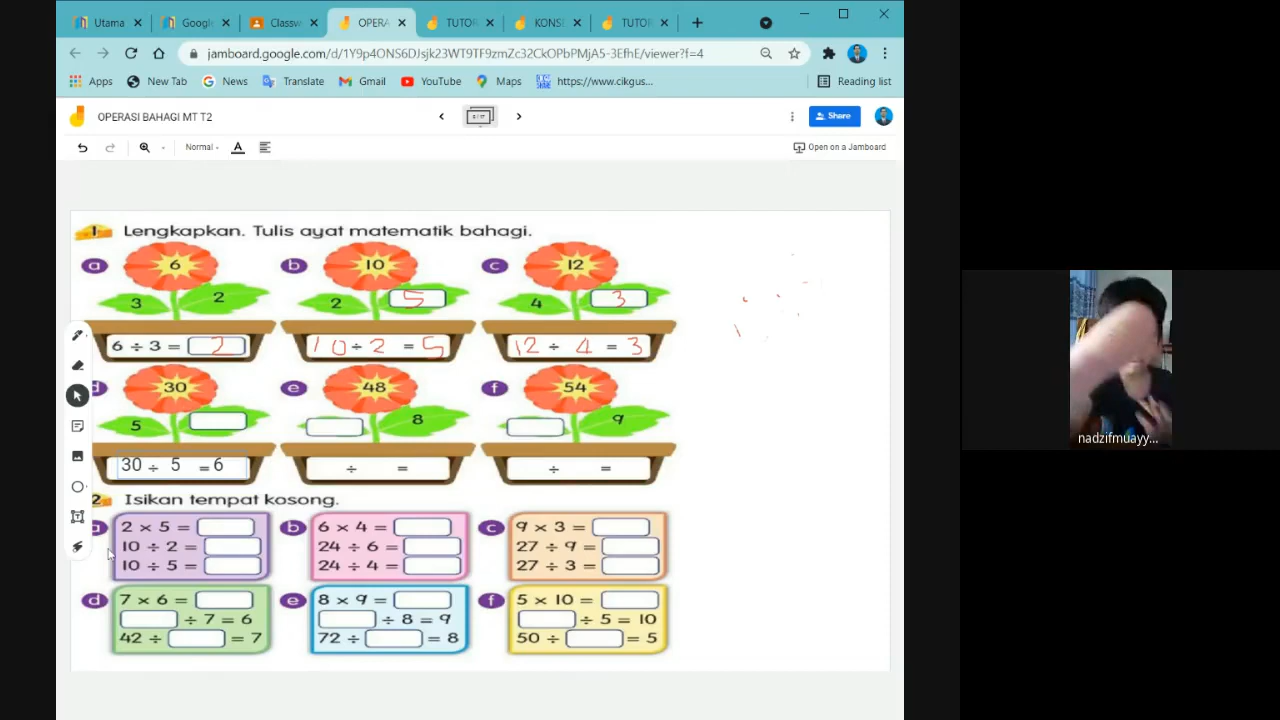 Utama
Google
Classw
OPERA
TUTOR
KONSI
TUTOR
jamboard.google.com/d/1Y9p4ONS6DJsjk23WT9TF9zmZc32CkOPbPMjA5-3EfhE/viewer?f=4
Apps New Tab News Translate Gmail YouTube Maps https://www.cikgus... Reading list
OPERASI BAHAGI MT T2
Share
Normal
Open on a Jamboard
1 Lengkapkan. Tulis ayat matematik bahagi.
a 6 b 10 c 12
3 2 2 5 4 3
6 ÷ 3 = 2 10 ÷ 2 = 5 12 ÷ 4 = 3
d 30 e 48 f 54
5 8 9
30 ÷ 5 = 6 ÷ = ÷ =
2 Isikan tempat kosong.
a 2 × 5 = b 6 × 4 = c 9 × 3 =
10 ÷ 2 = 24 ÷ 6 = 27 ÷ 9 =
10 ÷ 5 = 24 ÷ 4 = 27 ÷ 3 =
d 7 × 6 = e 8 × 9 = f 5 × 10 =
÷ 7 = 6 ÷ 8 = 9 ÷ 5 = 10
42 ÷ = 7 72 ÷ = 8 50 ÷ = 5
nadzifmuayy...